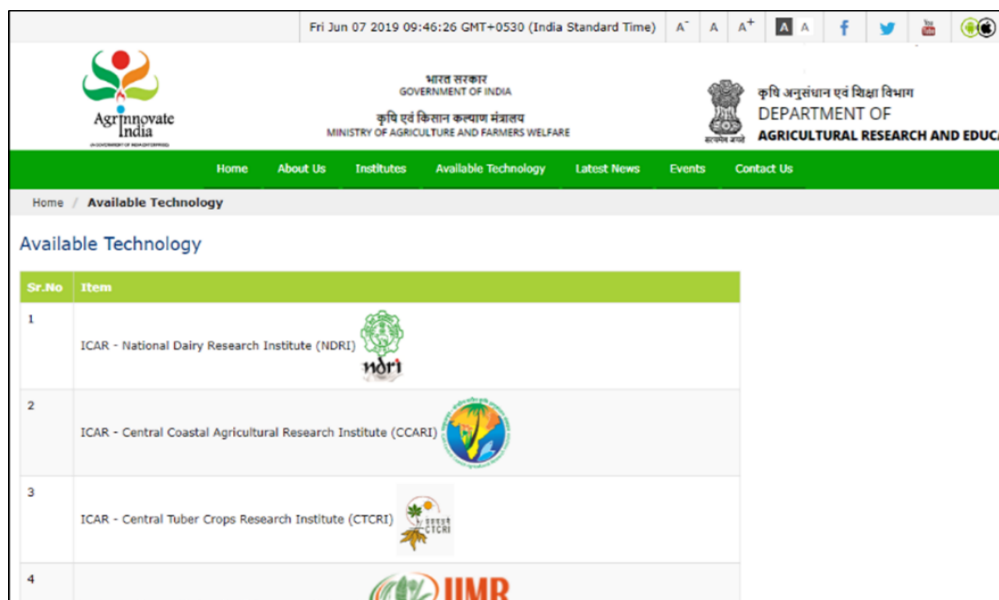 Fri Jun 07 2019 09:46:26 GMT+0530 (India Standard Time) A- A A+ A A
भारत सरकार
GOVERNMENT OF INDIA
कृषि एवं किसान कल्याण मंत्रालय
MINISTRY OF AGRICULTURE AND FARMERS WELFARE
कृषि अनुसंधान एवं शिक्षा विभाग
DEPARTMENT OF
AGRICULTURAL RESEARCH AND EDUCA
सत्यमेव जयते
Agrinnovate
India
Home About Us Institutes Available Technology Latest News Events Contact Us
Home / Available Technology
Available Technology
Sr.No Item
1 ICAR - National Dairy Research Institute (NDRI)
ndri
2 ICAR - Central Coastal Agricultural Research Institute (CCARI)
3 ICAR - Central Tuber Crops Research Institute (CTCRI)
CTCRI
4 IIMR